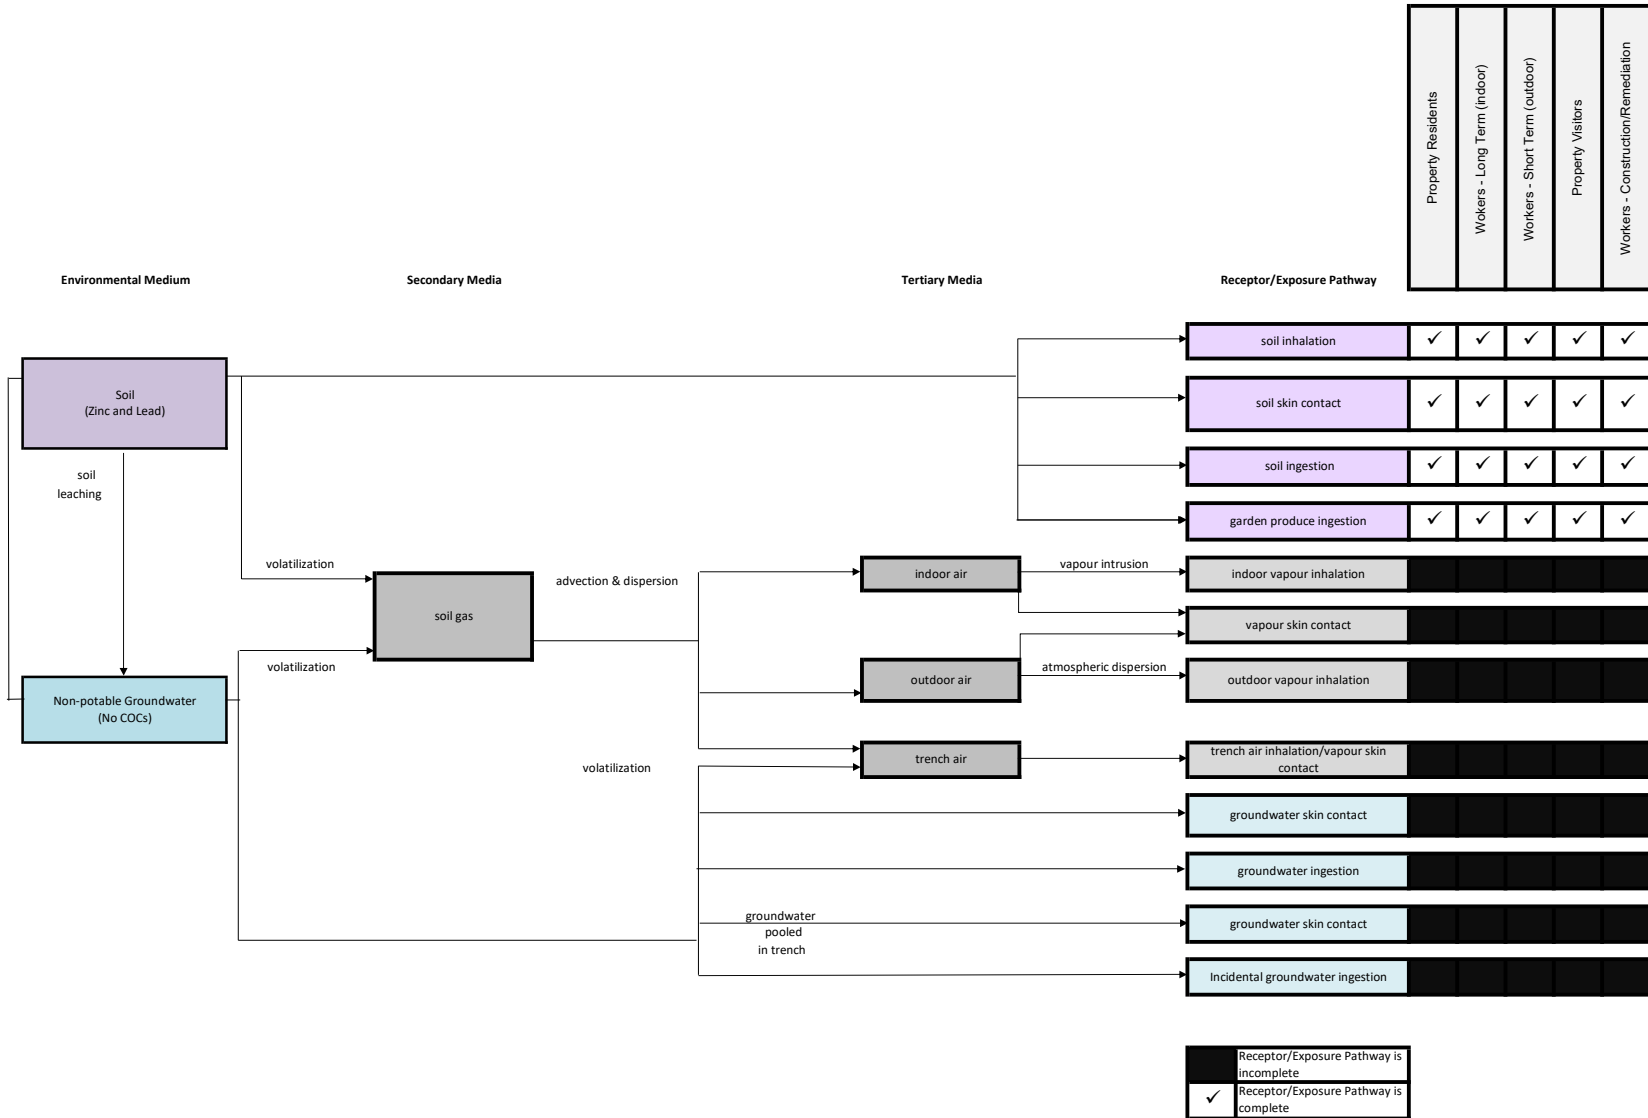 Property Residents
Wokers - Long Term (indoor)
Workers - Short Term (outdoor)
Property Visitors
Workers - Construction/Remediation
Environmental Medium
Secondary Media
Tertiary Media
Receptor/Exposure Pathway
soil inhalation
✓ ✓ ✓ ✓ ✓
Soil
(Zinc and Lead)
soil skin contact
✓ ✓ ✓ ✓ ✓
soil
leaching
soil ingestion
✓ ✓ ✓ ✓ ✓
garden produce ingestion
✓ ✓ ✓ ✓ ✓
volatilization
advection & dispersion
indoor air
vapour intrusion
indoor vapour inhalation
soil gas
vapour skin contact
volatilization
outdoor air
atmospheric dispersion
outdoor vapour inhalation
Non-potable Groundwater
(No COCs)
volatilization
trench air
trench air inhalation/vapour skin
contact
groundwater skin contact
groundwater ingestion
groundwater
pooled
in trench
groundwater skin contact
Incidental groundwater ingestion
Receptor/Exposure Pathway is
incomplete
✓ Receptor/Exposure Pathway is
complete